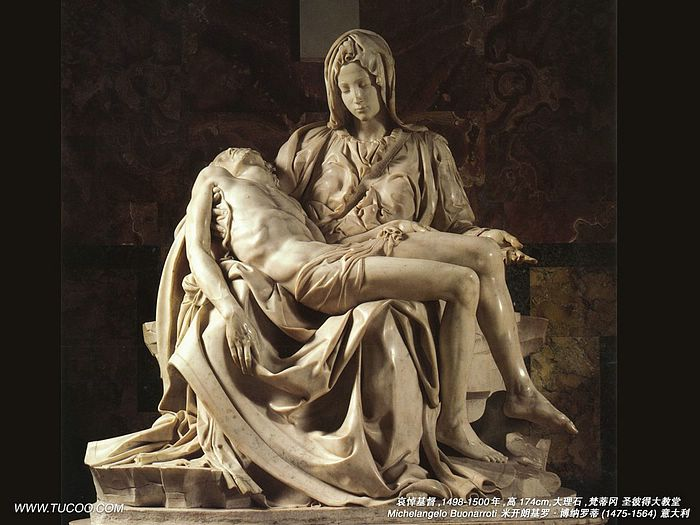 哀悼基督,1498-1500年,高 174cm,大理石,梵蒂冈 圣彼得大教堂
WWW.TUCOO.COM
Michelangelo Buonarroti 米开朗基罗·博纳罗蒂 (1475-1564) 意大利